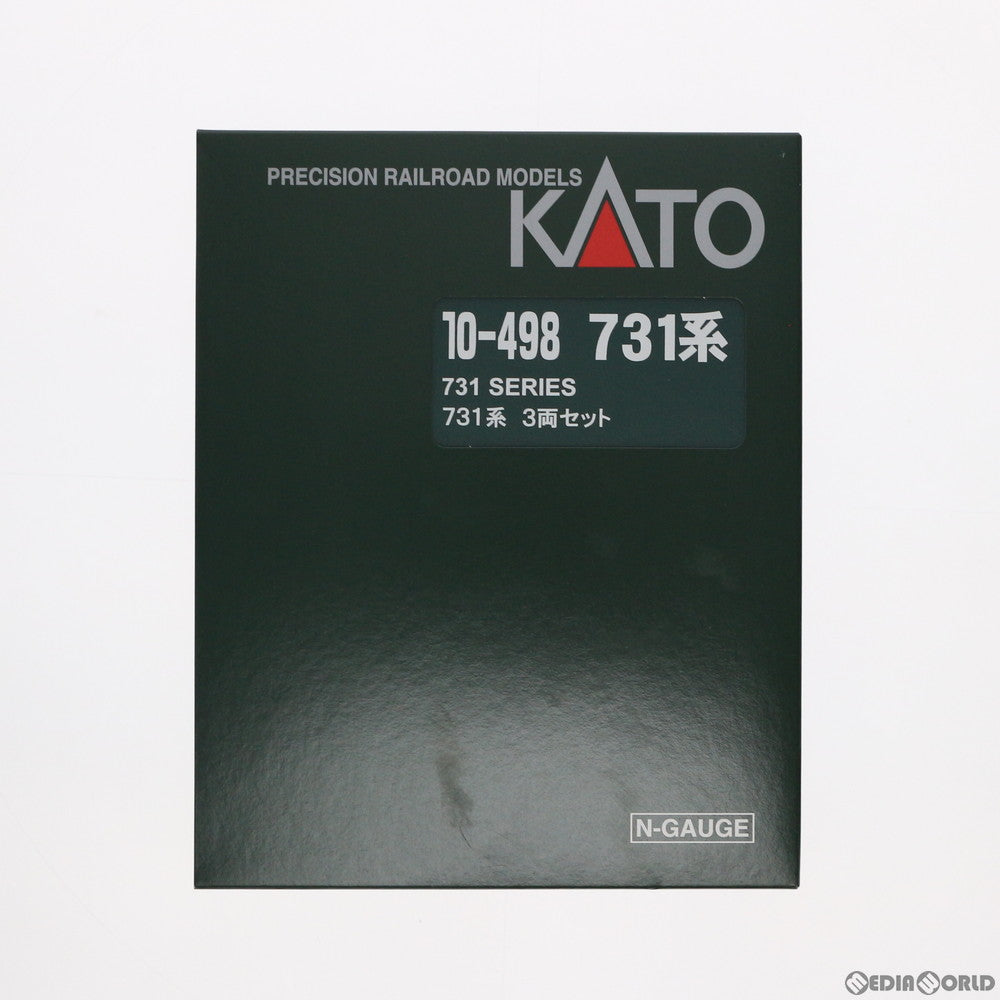 PRECISION RAILROAD MODELS
KATO
10-498 731系
731 SERIES
731系 3両セット
N-GAUGE
MEDIAWORLD